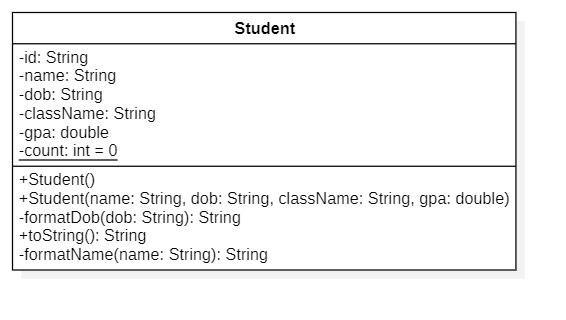 Student
-id: String
-name: String
-dob: String
-className: String
-gpa: double
-count: int = 0
+Student()
+Student(name: String, dob: String, className: String, gpa: double)
-formatDob(dob: String): String
+toString(): String
-formatName(name: String): String